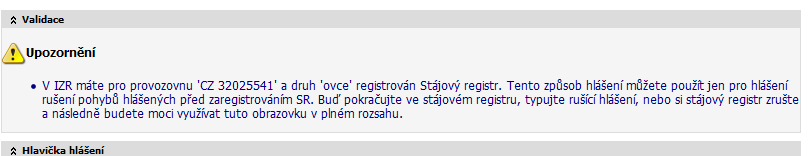 Validace
Upozornění
V IZR máte pro provozovnu 'CZ 32025541' a druh 'ovce' registrován Stájový registr. Tento způsob hlášení můžete použít jen pro hlášení
rušení pohybů hlášených před zaregistrováním SR. Buď pokračujte ve stájovém registru, typujte rušící hlášení, nebo si stájový registr zrušte
a následně budete moci využívat tuto obrazovku v plném rozsahu.
Hlavička hlášení